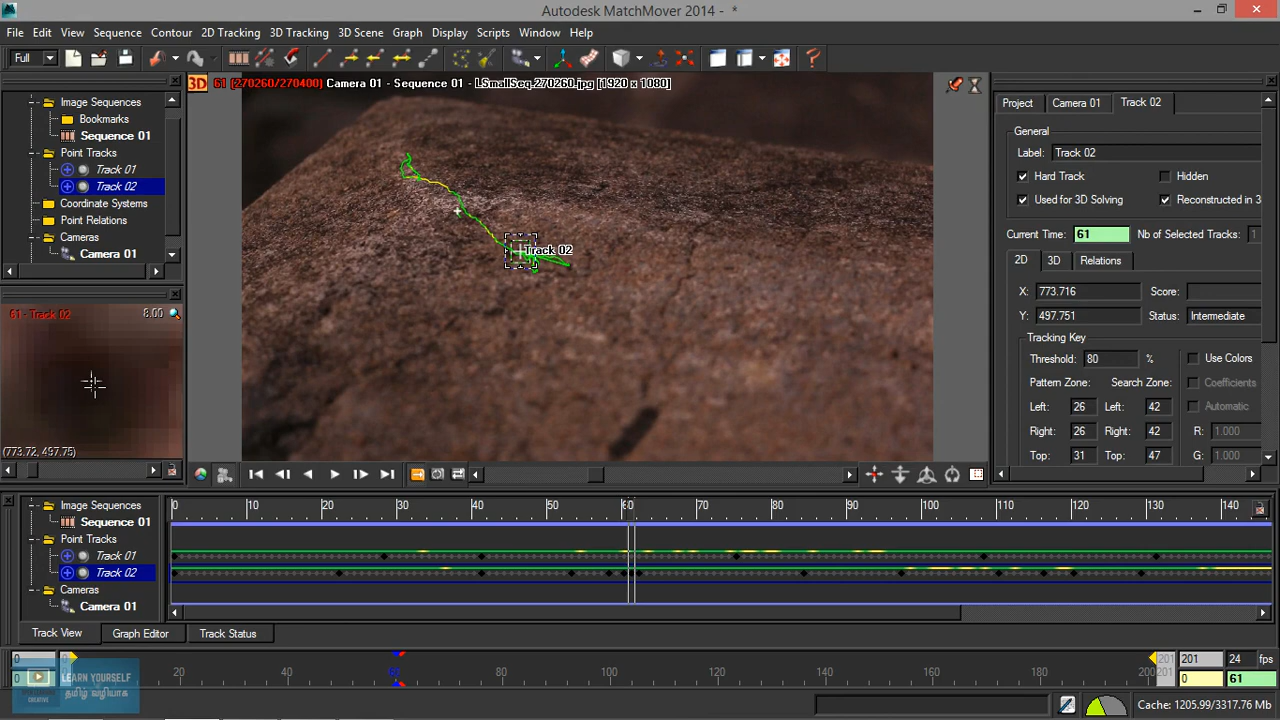 Autodesk MatchMover 2014 - *
File Edit View Sequence Contour 2D Tracking 3D Tracking 3D Scene Graph Display Scripts Window Help
Full
Image Sequences
Bookmarks
Sequence 01
Point Tracks
Track 01
Track 02
Coordinate Systems
Point Relations
Cameras
Camera 01
61 - Track 02 8.00
(773.72, 497.75)
3D 61 (270260/270400) Camera 01 - Sequence 01 - LSmallSeq.270260.jpg [1920 x 1080]
Track 02
Project Camera 01 Track 02
General
Label: Track 02
Hard Track Hidden
Used for 3D Solving Reconstructed in 3
Current Time: 61 Nb of Selected Tracks: 1
2D 3D Relations
X: 773.716 Score:
Y: 497.751 Status: Intermediate
Tracking Key
Threshold: 80 % Use Colors
Pattern Zone: Search Zone: Coefficients
Left: 26 Left: 42 Automatic
Right: 26 Right: 42 R: 1.000
Top: 31 Top: 47 G: 1.000
Image Sequences
Sequence 01
Point Tracks
Track 01
Track 02
Cameras
Camera 01
0 10 20 30 40 50 60 70 80 90 100 110 120 130 140
Track View Graph Editor Track Status
0 0 20 40 60 80 100 120 140 160 180 200 201 201 24 fps
0 201 0 61
LEARN YOURSELF
தமிழ் வழியாக
CREATIVE
Cache: 1205.99/3317.76 Mb